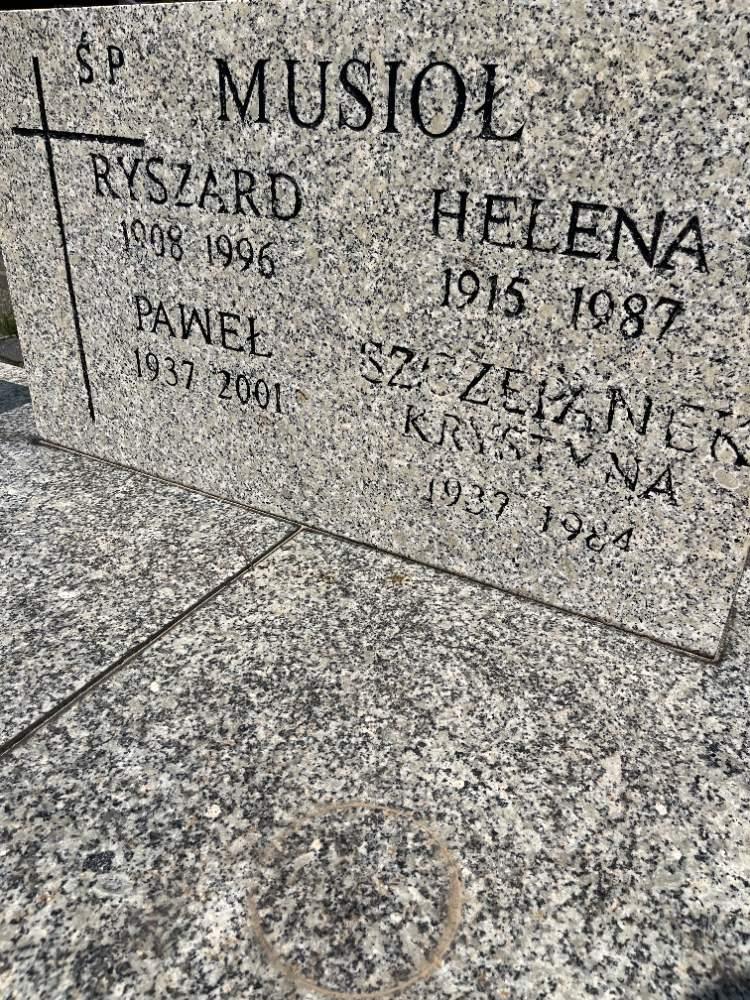 ŚP
MUSIOŁ
RYSZARD
1908 1996
HELENA
1915 1987
PAWEŁ
1937 2001
SZCZEPANEK
KRYSTYNA
1937 1984